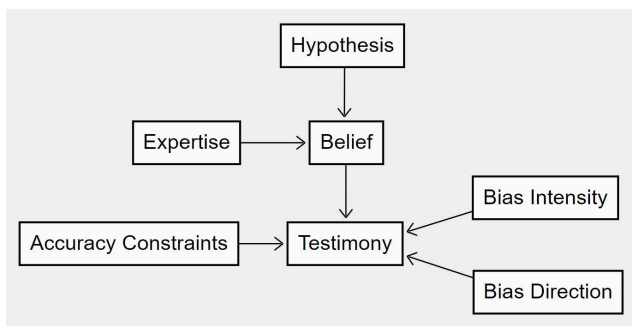 Hypothesis
Expertise
Belief
Bias Intensity
Accuracy Constraints
Testimony
Bias Direction